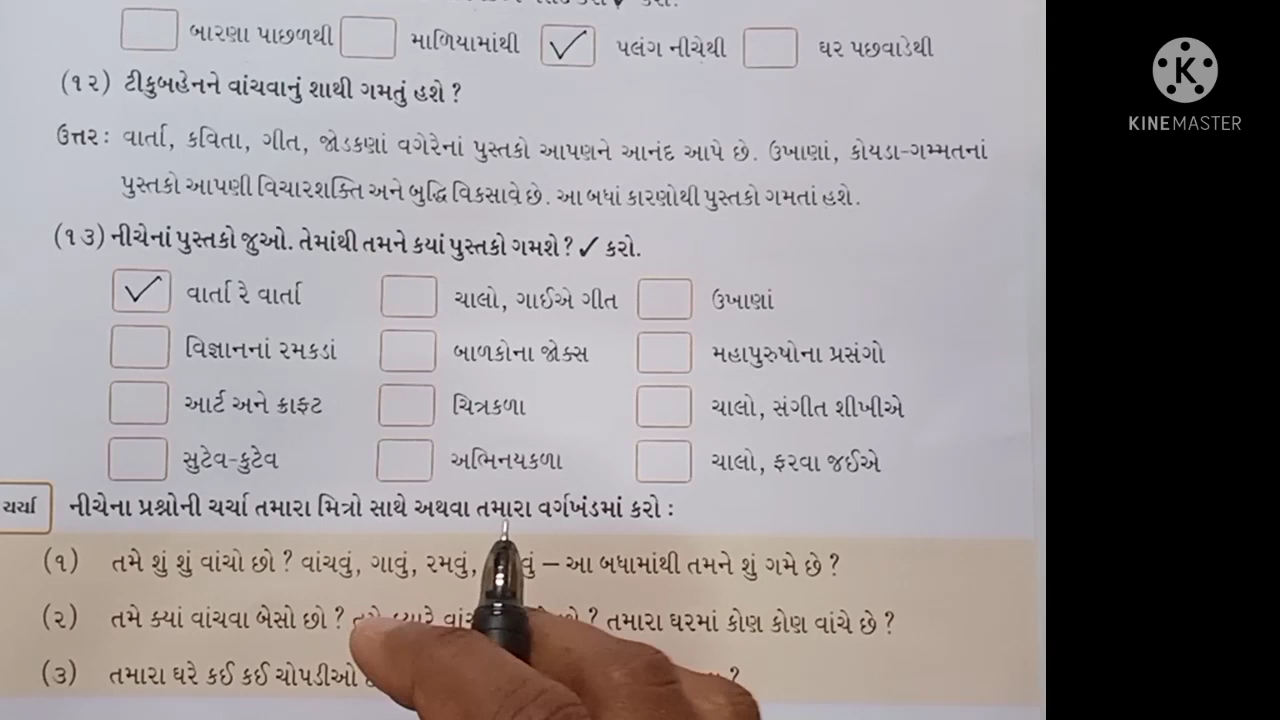 કરો.
બારણા પાછળથી માળિયામાંથી ✓ પલંગ નીચેથી ઘર પછવાડેથી
(૧૨) ટીકુબહેનને વાંચવાનું શાથી ગમતું હશે ?
ઉત્તર : વાર્તા, કવિતા, ગીત, જોડકણાં વગેરેનાં પુસ્તકો આપણને આનંદ આપે છે. ઉખાણાં, કોયડા-ગમ્મતનાં
પુસ્તકો આપણી વિચારશક્તિ અને બુદ્ધિ વિકસાવે છે. આ બધાં કારણોથી પુસ્તકો ગમતાં હશે.
(૧૩) નીચેનાં પુસ્તકો જુઓ. તેમાંથી તમને કયાં પુસ્તકો ગમશે ? ✓ કરો.
✓ વાર્તા રે વાર્તા ચાલો, ગાઈએ ગીત ઉખાણાં
વિજ્ઞાનનાં રમકડાં બાળકોના જોક્સ મહાપુરુષોના પ્રસંગો
આર્ટ અને ક્રાફ્ટ ચિત્રકળા ચાલો, સંગીત શીખીએ
સુટેવ-કુટેવ અભિનયકળા ચાલો, ફરવા જઈએ
ચર્ચા નીચેના પ્રશ્નોની ચર્ચા તમારા મિત્રો સાથે અથવા તમારા વર્ગખંડમાં કરો :
(૧) તમે શું શું વાંચો છો ? વાંચવું, ગાવું, રમવું, – આ બધામાંથી તમને શું ગમે છે ?
(૨) તમે ક્યાં વાંચવા બેસો છો ? તમારા ઘરમાં કોણ કોણ વાંચે છે ?
(૩) તમારા ઘરે કઈ કઈ ચોપડીઓ
K
KINEMASTER